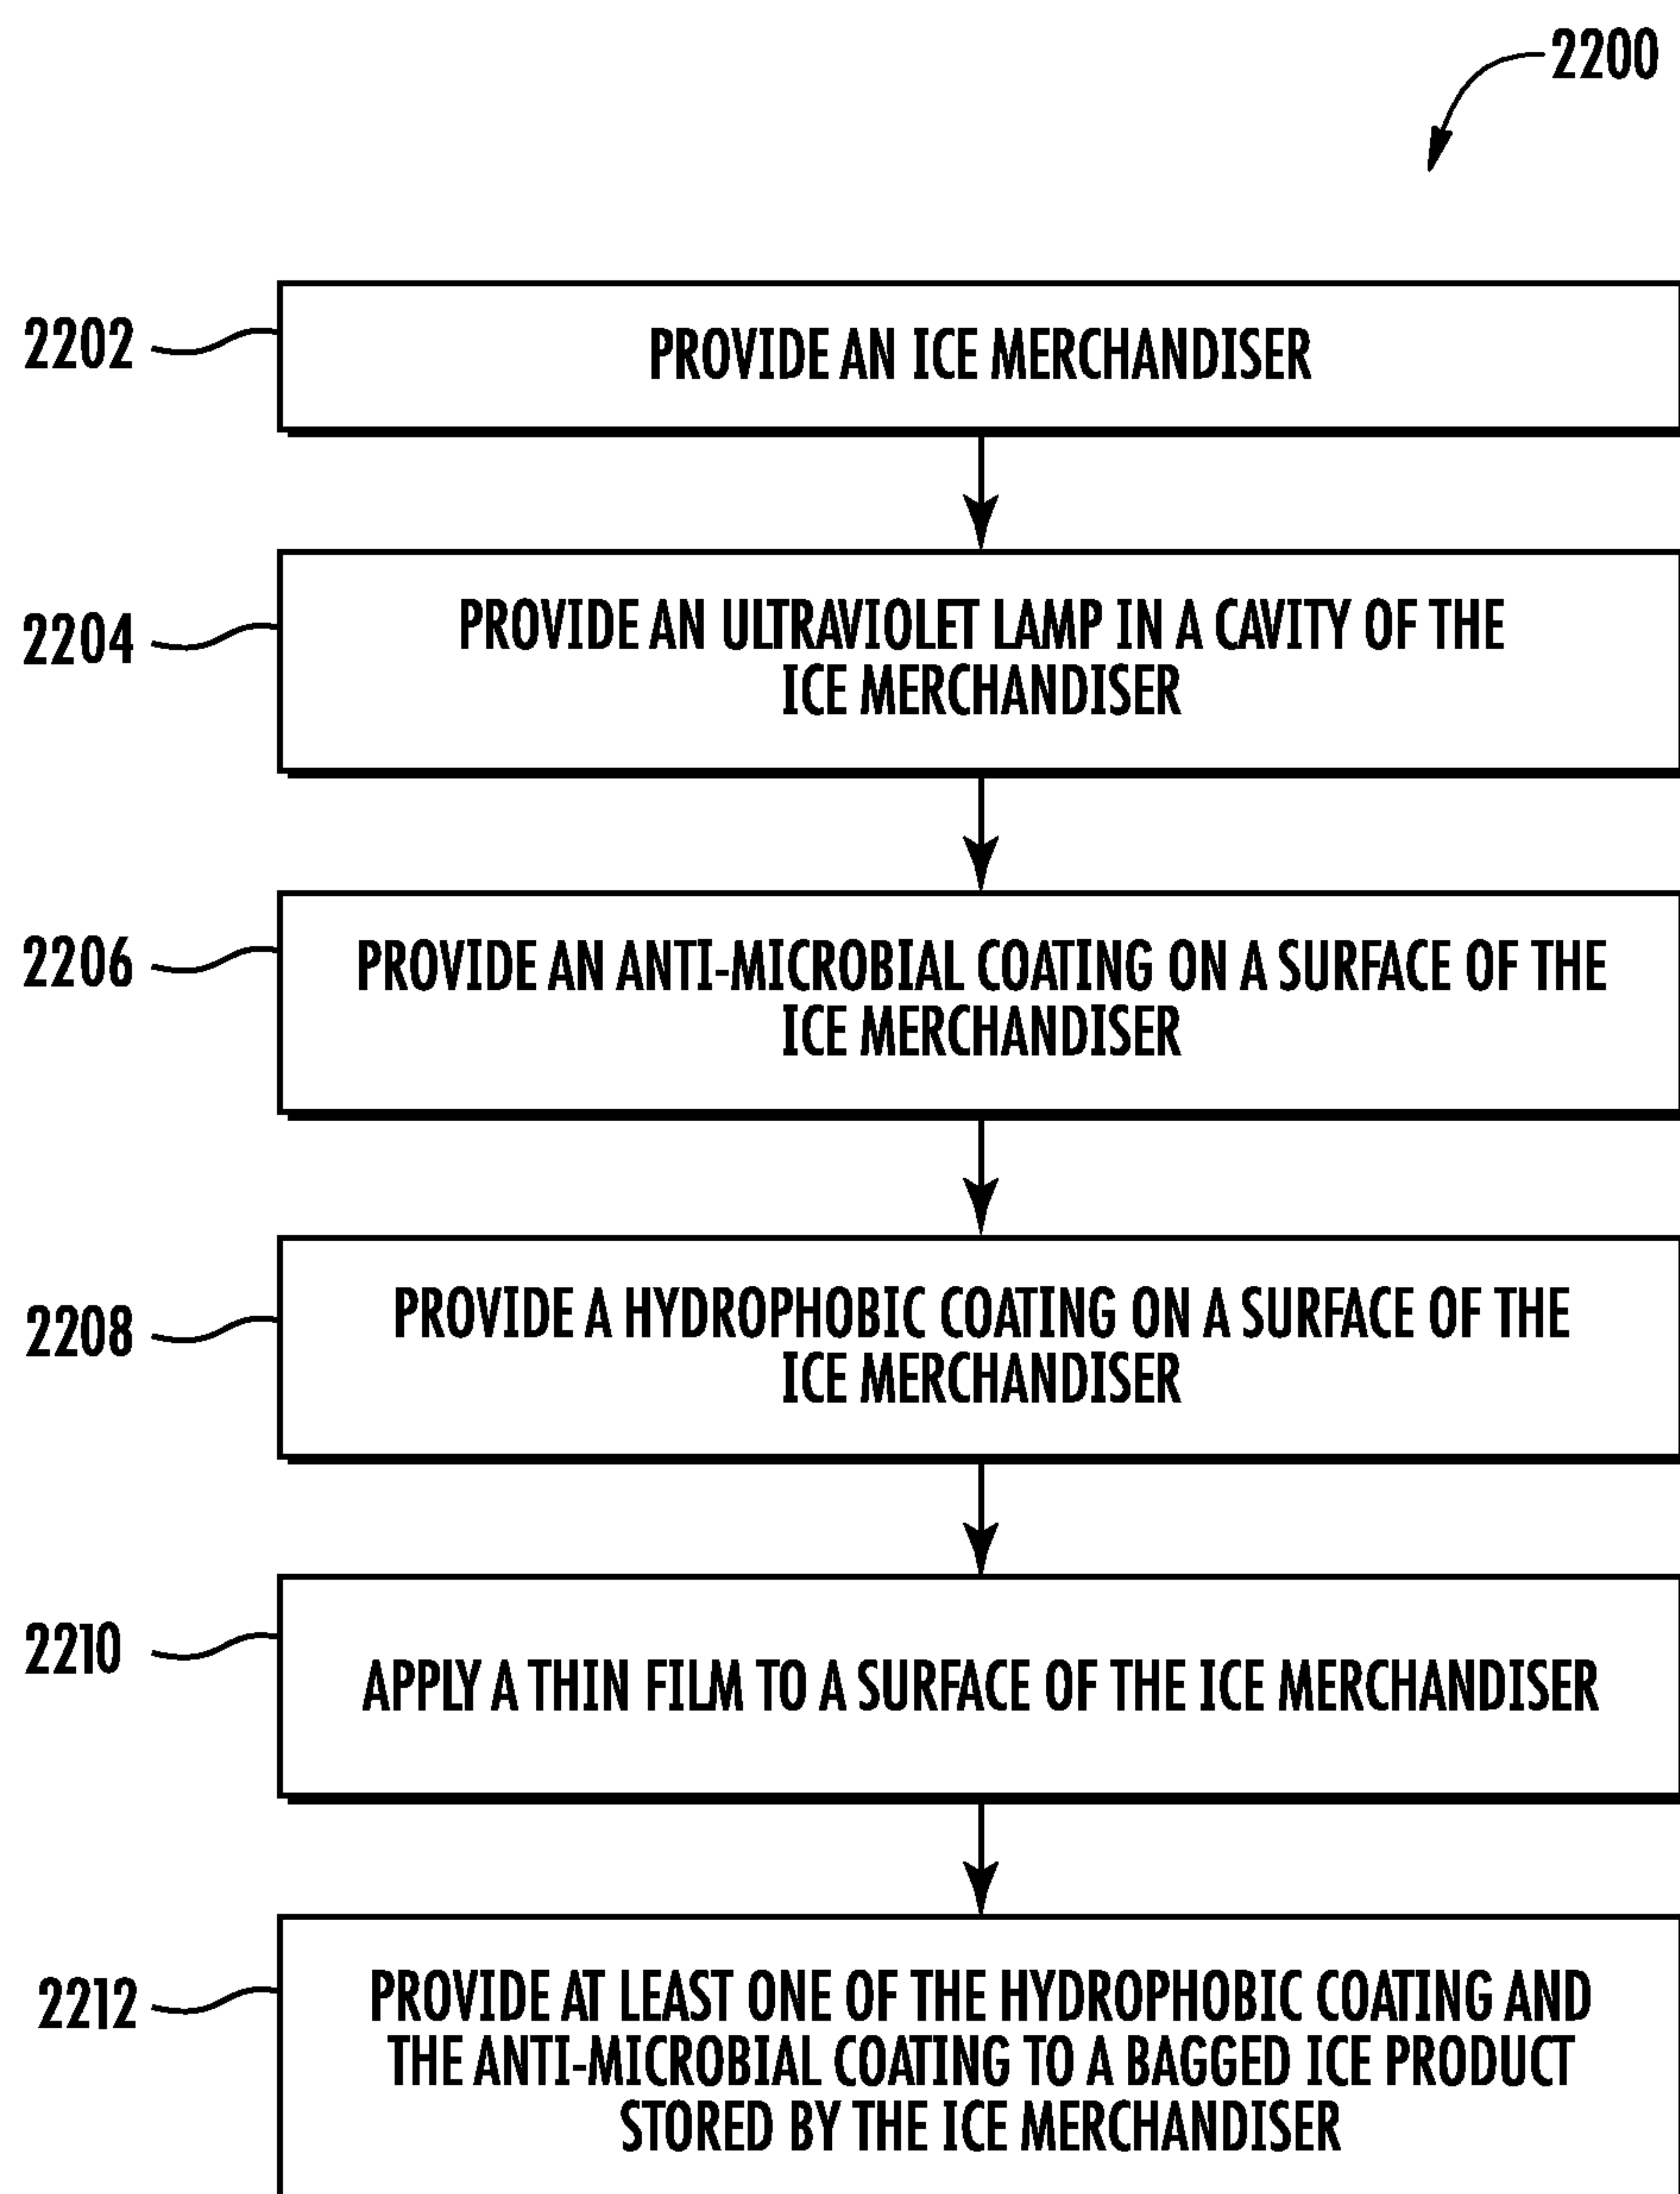 2200
2202
PROVIDE AN ICE MERCHANDISER
2204
PROVIDE AN ULTRAVIOLET LAMP IN A CAVITY OF THE
ICE MERCHANDISER
2206
PROVIDE AN ANTI-MICROBIAL COATING ON A SURFACE OF THE
ICE MERCHANDISER
2208
PROVIDE A HYDROPHOBIC COATING ON A SURFACE OF THE
ICE MERCHANDISER
2210
APPLY A THIN FILM TO A SURFACE OF THE ICE MERCHANDISER
2212
PROVIDE AT LEAST ONE OF THE HYDROPHOBIC COATING AND
THE ANTI-MICROBIAL COATING TO A BAGGED ICE PRODUCT
STORED BY THE ICE MERCHANDISER